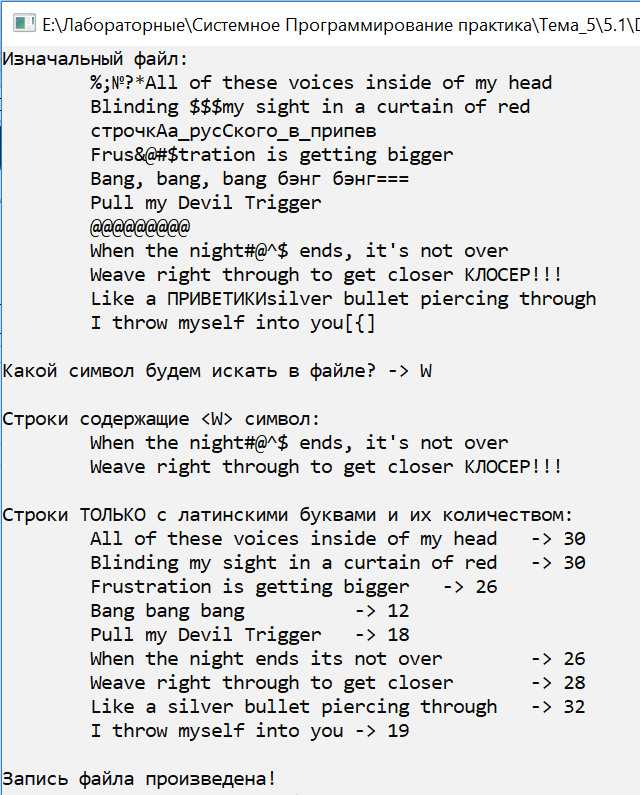 E:\Лабораторные\Системное Программирование практика\Тема_5\5.1\
Изначальный файл:
%;№?*All of these voices inside of my head
Blinding $$$my sight in a curtain of red
строчкАа_русСкого_в_припев
Frus&@#$tration is getting bigger
Bang, bang, bang бэнг бэнг===
Pull my Devil Trigger
@@@@@@@@@
When the night#@^$ ends, it's not over
Weave right through to get closer КЛОСЕР!!!
Like a ПРИВЕТИКИsilver bullet piercing through
I throw myself into you[{]
Какой символ будем искать в файле? -> W
Строки содержащие <W> символ:
When the night#@^$ ends, it's not over
Weave right through to get closer КЛОСЕР!!!
Строки ТОЛЬКО с латинскими буквами и их количеством:
All of these voices inside of my head -> 30
Blinding my sight in a curtain of red -> 30
Frustration is getting bigger -> 26
Bang bang bang -> 12
Pull my Devil Trigger -> 18
When the night ends its not over -> 26
Weave right through to get closer -> 28
Like a silver bullet piercing through -> 32
I throw myself into you -> 19
Запись файла произведена!